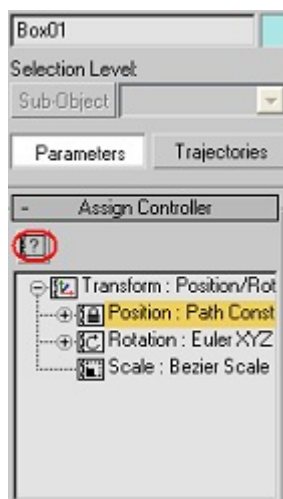 Box01
Selection Level:
Sub-Object
Parameters Trajectories
- Assign Controller
?
Transform : Position/Rot
Position : Path Const
Rotation : Euler XYZ
Scale : Bezier Scale